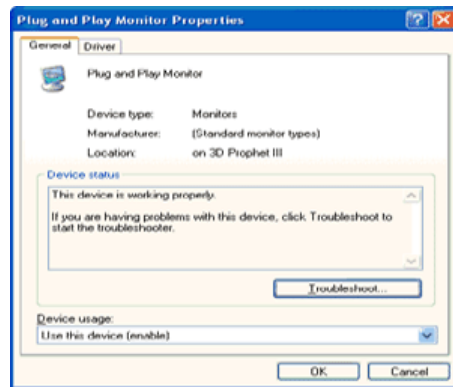 Plug and Play Monitor Properties
General Driver
Plug and Play Monitor
Device type: Monitors
Manufacturer: (Standard monitor types)
Location: on 3D Prophet III
Device status
This device is working properly.
If you are having problems with this device, click Troubleshoot to
start the troubleshooter.
Troubleshoot...
Device usage:
Use this device (enable)
OK Cancel